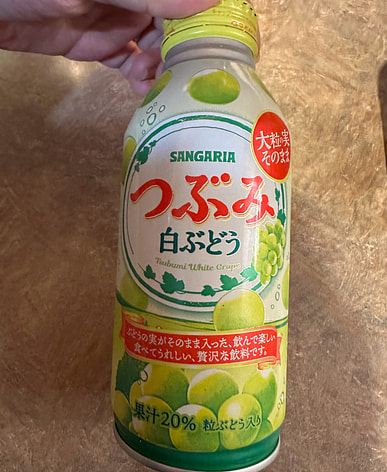 大粒の実
そのまま
SANGARIA
つぶみ
白ぶどう
Tsubumi White Grape
ぶどうの実がそのまま入った、飲んで楽しい
食べてうれしい、贅沢な飲料です。
果汁20% 粒ぶどう入り